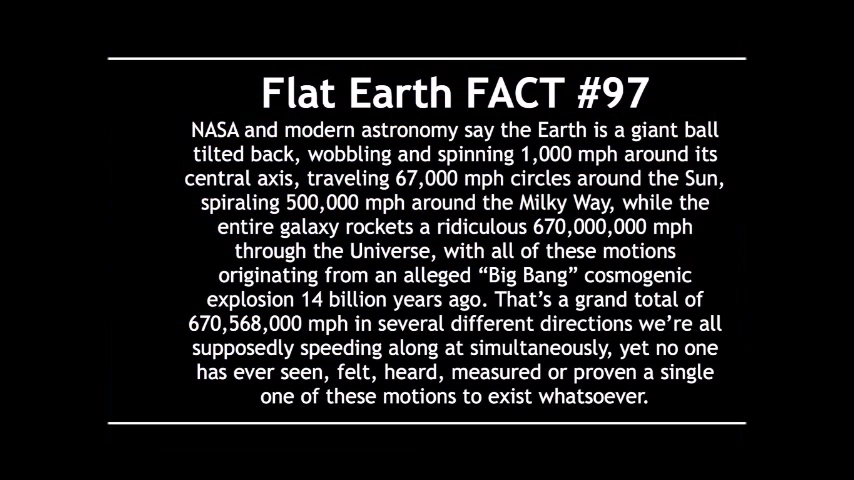 Flat Earth FACT #97
NASA and modern astronomy say the Earth is a giant ball
tilted back, wobbling and spinning 1,000 mph around its
central axis, traveling 67,000 mph circles around the Sun,
spiraling 500,000 mph around the Milky Way, while the
entire galaxy rockets a ridiculous 670,000,000 mph
through the Universe, with all of these motions
originating from an alleged “Big Bang” cosmogenic
explosion 14 billion years ago. That’s a grand total of
670,568,000 mph in several different directions we’re all
supposedly speeding along at simultaneously, yet no one
has ever seen, felt, heard, measured or proven a single
one of these motions to exist whatsoever.